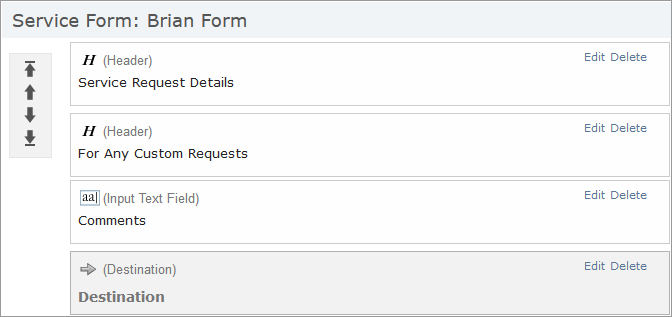 Service Form: Brian Form
H (Header) Edit Delete
Service Request Details
H (Header) Edit Delete
For Any Custom Requests
aa| (Input Text Field) Edit Delete
Comments
(Destination) Edit Delete
Destination